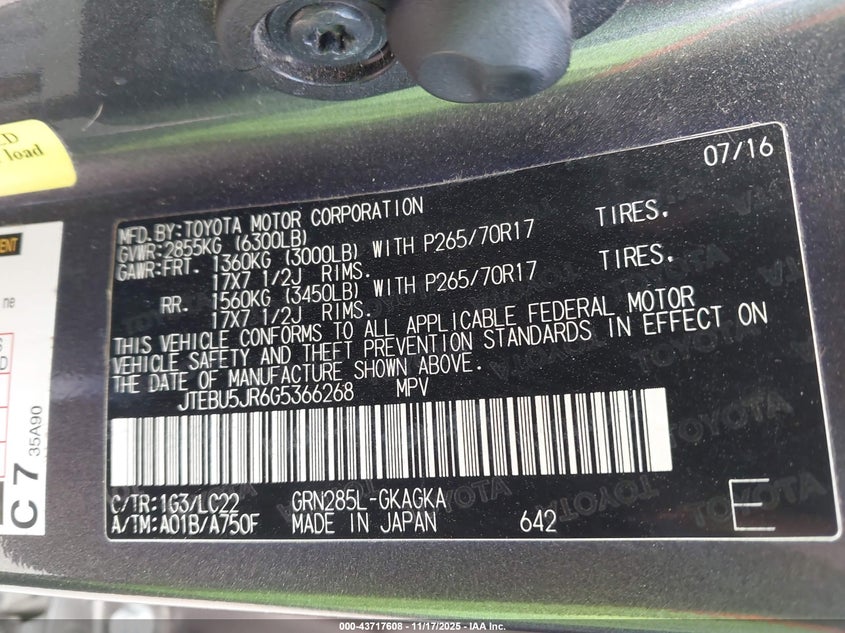 ED
load
07/16
MFD.BY:TOYOTA MOTOR CORPORATION
GVWR:2855KG (6300LB)
GAWR:FRT. 1360KG (3000LB) WITH P265/70R17 TIRES.
17X7 1/2J RIMS.
RR. 1560KG (3450LB) WITH P265/70R17 TIRES.
17X7 1/2J RIMS.
THIS VEHICLE CONFORMS TO ALL APPLICABLE FEDERAL MOTOR
VEHICLE SAFETY AND THEFT PREVENTION STANDARDS IN EFFECT ON
THE DATE OF MANUFACTURE SHOWN ABOVE.
JTEBU5JR6G5366268 MPV
C/TR:1G3/LC22 GRN285L-GKAGKA
A/TM:A01B/A750F MADE IN JAPAN 642 E
ne
C 7
35A90
TOYOTA
000-43717608 - 11/17/2025 - IAA Inc.